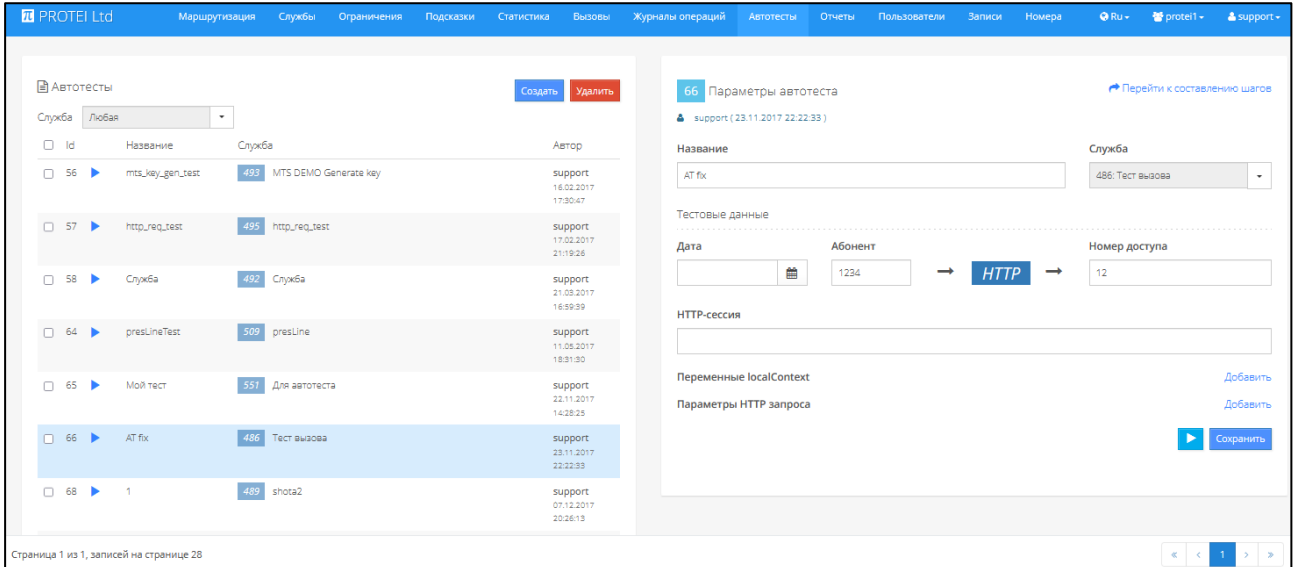 PROTEI Ltd Маршрутизация Службы Ограничения Подсказки Статистика Вызовы Журналы операций Автотесты Отчеты Пользователи Записи Номера Ru protei1 support
Автотесты Создать Удалить
Служба Любая
Id Название Служба Автор
56 mts_key_gen_test 493 MTS DEMO Generate key support
16.02.2017
17:30:47
57 http_req_test 495 http_req_test support
17.02.2017
21:19:26
58 Служба 492 Служба support
21.03.2017
16:59:39
64 presLineTest 509 presLine support
11.05.2017
18:31:30
65 Мой тест 551 Для автотеста support
22.11.2017
14:28:25
66 AT fix 486 Тест вызова support
23.11.2017
22:22:33
68 1 489 shota2 support
07.12.2017
20:26:13
66 Параметры автотеста Перейти к составлению шагов
support ( 23.11.2017 22:22:33 )
Название Служба
AT fix 486: Тест вызова
Тестовые данные
Дата Абонент Номер доступа
1234 → HTTP → 12
HTTP-сессия
Переменные localContext Добавить
Параметры HTTP запроса Добавить
Сохранить
Страница 1 из 1, записей на странице 28 « ‹ 1 › »